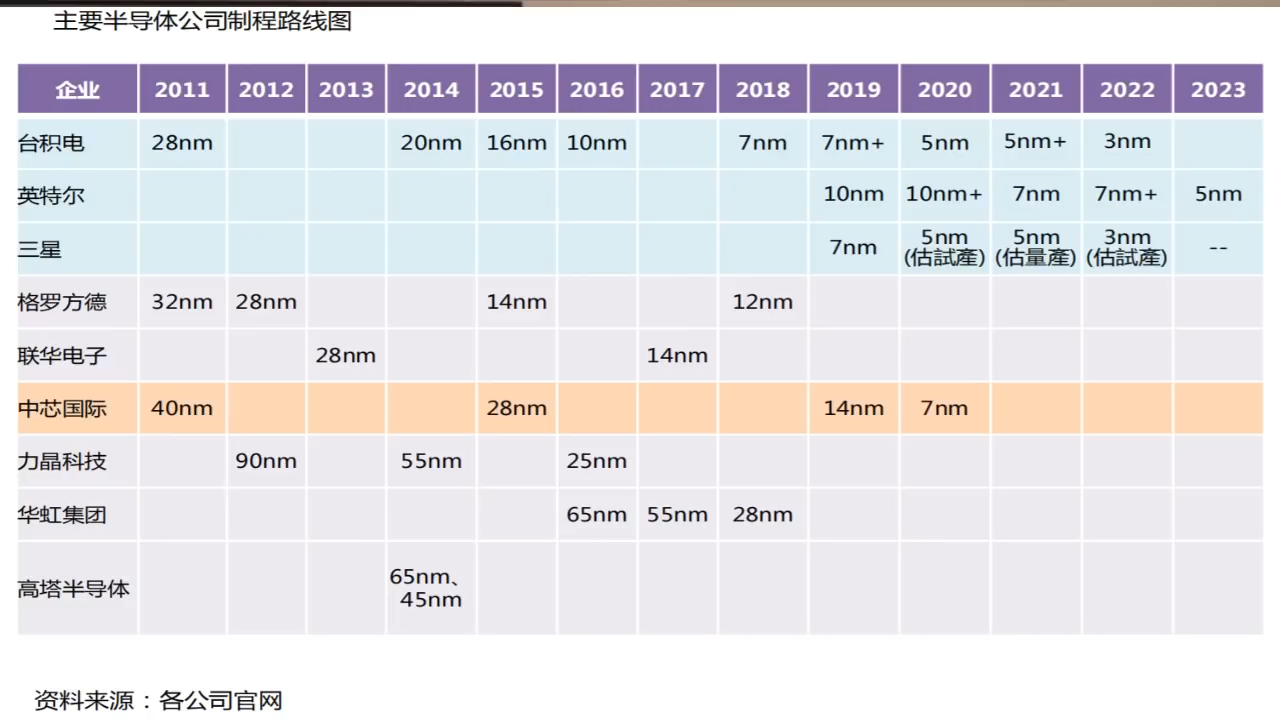 主要半导体公司制程路线图
企业 2011 2012 2013 2014 2015 2016 2017 2018 2019 2020 2021 2022 2023
台积电 28nm 20nm 16nm 10nm 7nm 7nm+ 5nm 5nm+ 3nm
英特尔 10nm 10nm+ 7nm 7nm+ 5nm
三星 7nm 5nm 5nm 3nm --
(估試產) (估量產) (估試產)
格罗方德 32nm 28nm 14nm 12nm
联华电子 28nm 14nm
中芯国际 40nm 28nm 14nm 7nm
力晶科技 90nm 55nm 25nm
华虹集团 65nm 55nm 28nm
高塔半导体 65nm、
45nm
资料来源：各公司官网